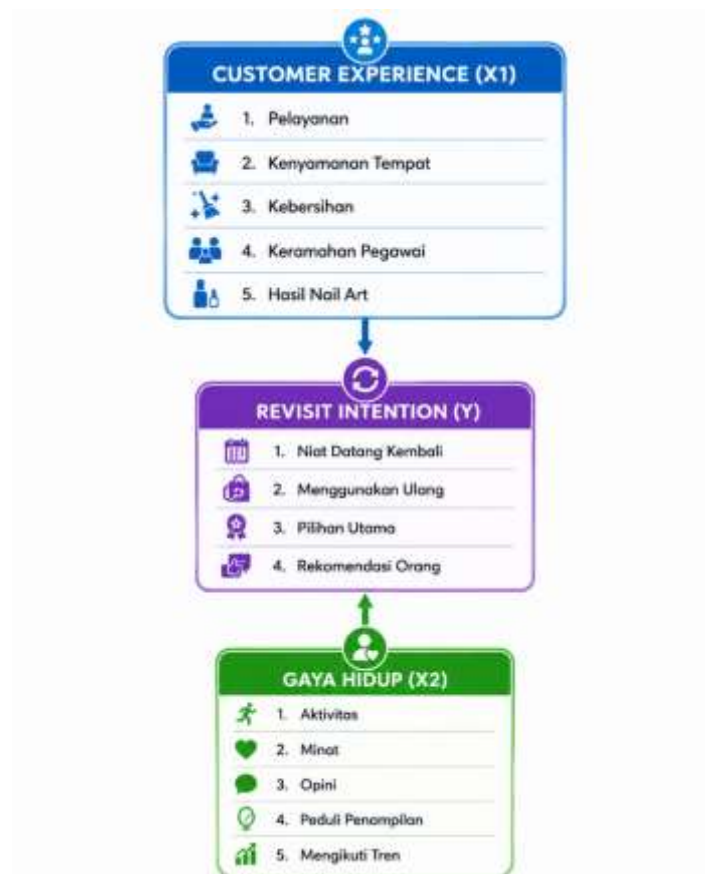 CUSTOMER EXPERIENCE (X1)
1. Pelayanan
2. Kenyamanan Tempat
3. Kebersihan
4. Keramahan Pegawai
5. Hasil Nail Art
REVISIT INTENTION (Y)
1. Niat Datang Kembali
2. Menggunakan Ulang
3. Pilihan Utama
4. Rekomendasi Orang
GAYA HIDUP (X2)
1. Aktivitas
2. Minat
3. Opini
4. Peduli Penampilan
5. Mengikuti Tren